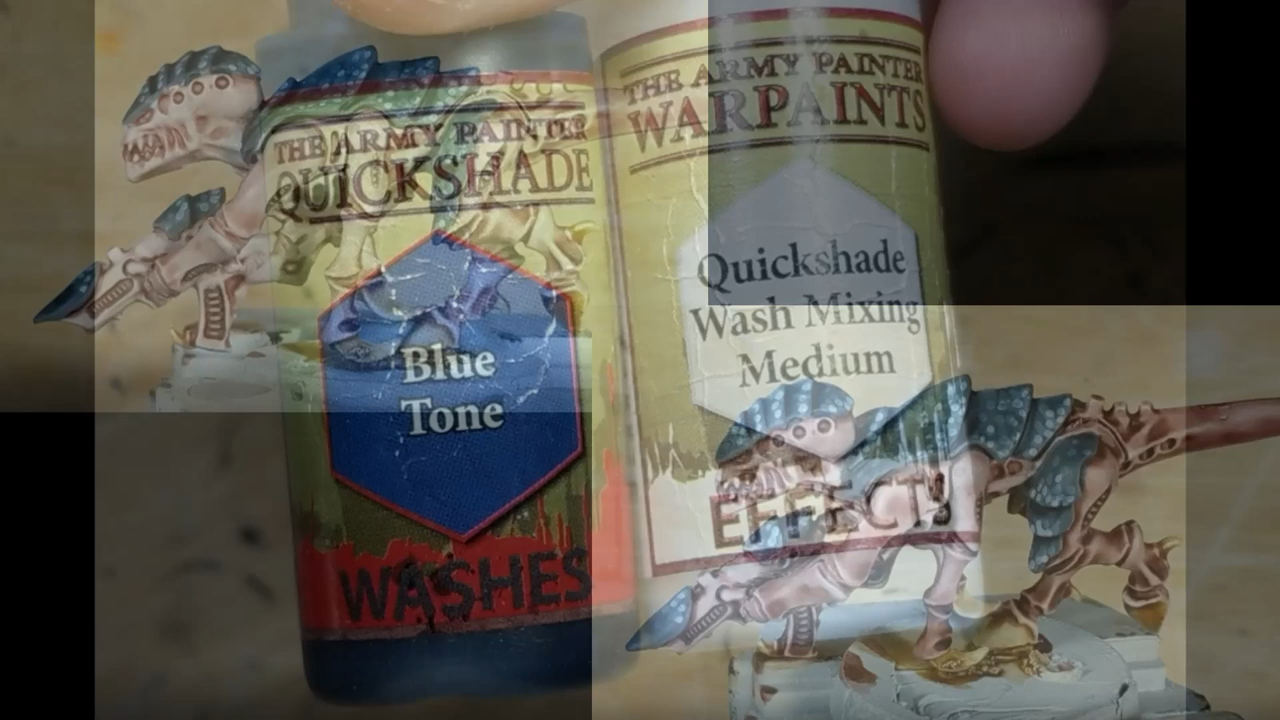 THE ARMY PAINTER
QUICKSHADE
Blue
Tone
WASHES
THE ARMY PAINTER
WARPAINTS
Quickshade
Wash Mixing
Medium
EFFECTS